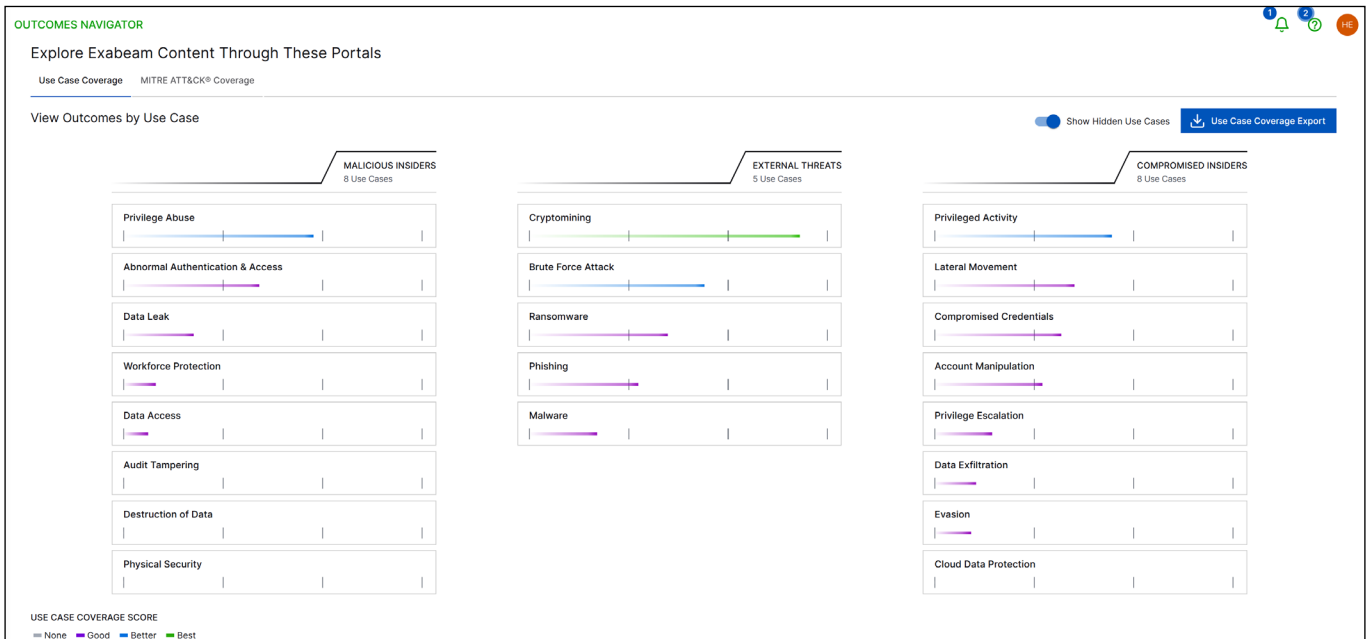 OUTCOMES NAVIGATOR
1
2
HE
Explore Exabeam Content Through These Portals
Use Case Coverage
MITRE ATT&CK® Coverage
View Outcomes by Use Case
Show Hidden Use Cases
Use Case Coverage Export
MALICIOUS INSIDERS
8 Use Cases
Privilege Abuse
Abnormal Authentication & Access
Data Leak
Workforce Protection
Data Access
Audit Tampering
Destruction of Data
Physical Security
EXTERNAL THREATS
5 Use Cases
Cryptomining
Brute Force Attack
Ransomware
Phishing
Malware
COMPROMISED INSIDERS
8 Use Cases
Privileged Activity
Lateral Movement
Compromised Credentials
Account Manipulation
Privilege Escalation
Data Exfiltration
Evasion
Cloud Data Protection
USE CASE COVERAGE SCORE
None Good Better Best